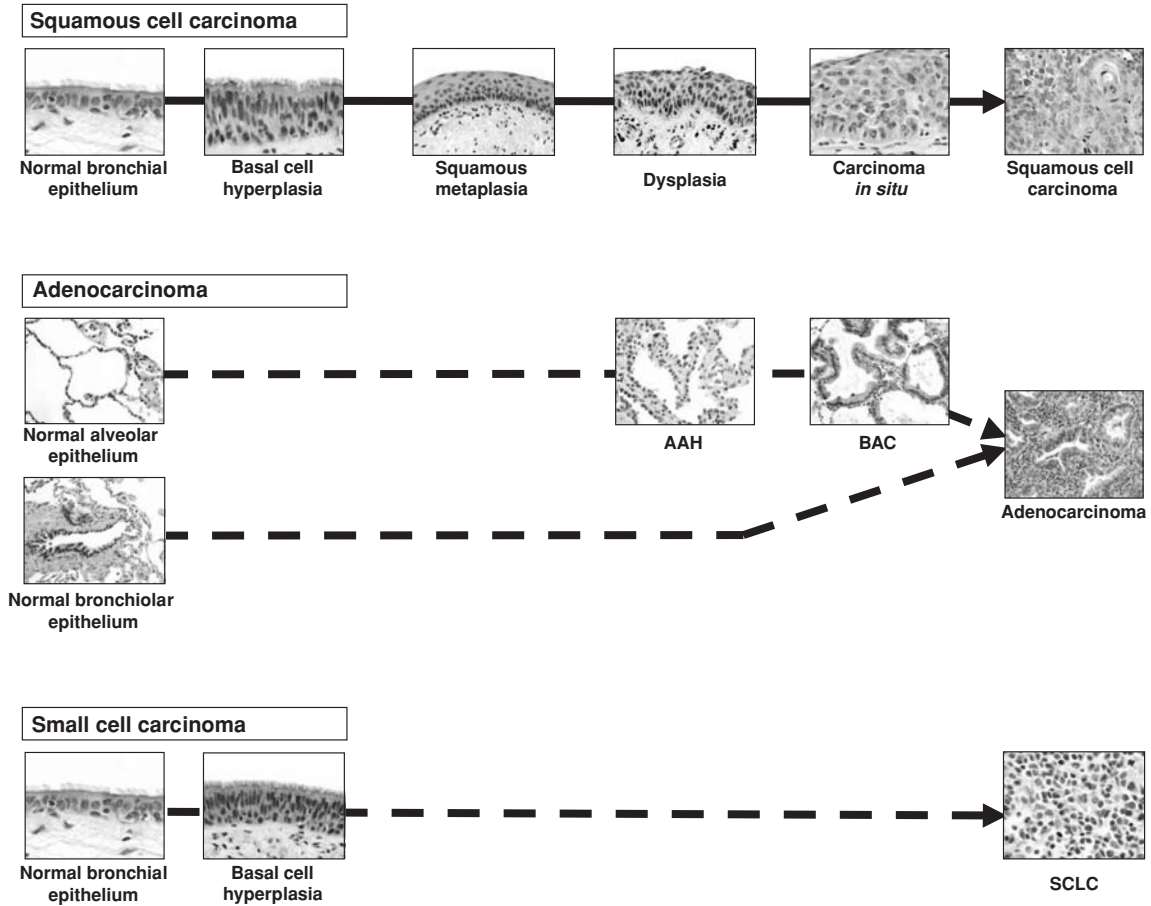 Squamous cell carcinoma
Normal bronchial
epithelium
Basal cell
hyperplasia
Squamous
metaplasia
Dysplasia
Carcinoma
in situ
Squamous cell
carcinoma
Adenocarcinoma
Normal alveolar
epithelium
AAH
BAC
Adenocarcinoma
Normal bronchiolar
epithelium
Small cell carcinoma
Normal bronchial
epithelium
Basal cell
hyperplasia
SCLC